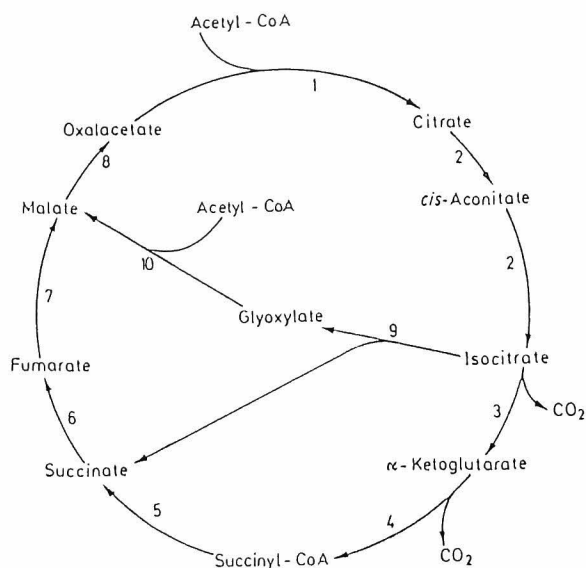 Acetyl - CoA
1
Oxalacetate
Citrate
8
2
Malate
Acetyl - CoA
cis-Aconitate
10
2
7
Glyoxylate
9
Fumarate
Isocitrate
CO2
6
3
Succinate
α-Ketoglutarate
5
4
Succinyl-CoA
CO2